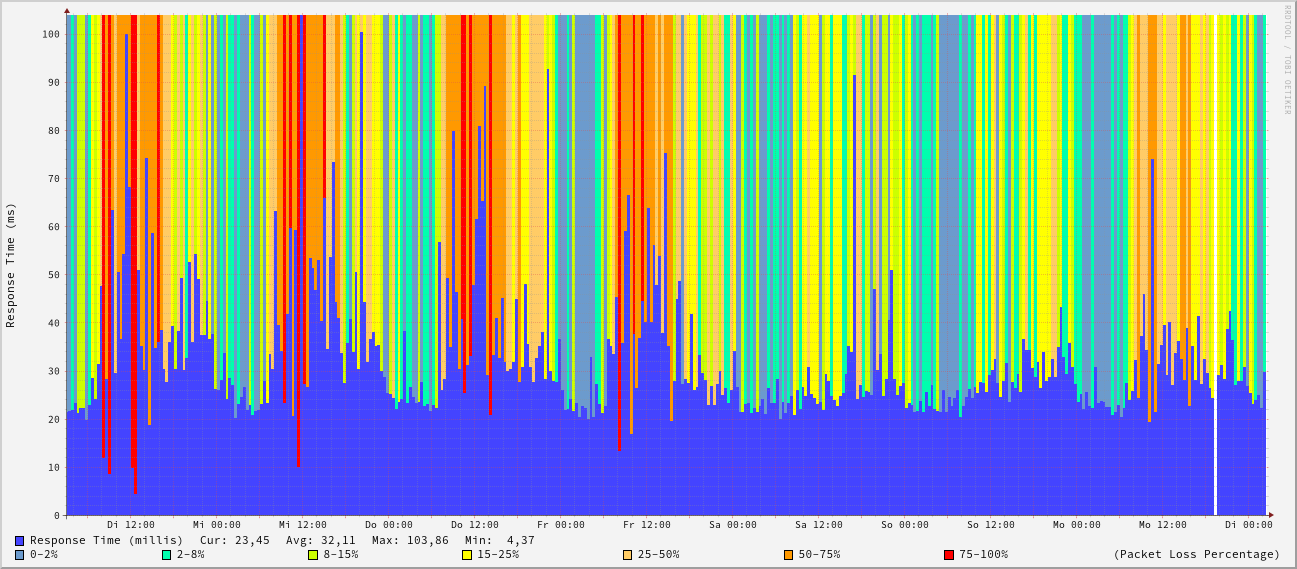 RRDTOOL / TOBI OETIKER
Response Time (ms)
100
90
80
70
60
50
40
30
20
10
0
Di 12:00 Mi 00:00 Mi 12:00 Do 00:00 Do 12:00 Fr 00:00 Fr 12:00 Sa 00:00 Sa 12:00 So 00:00 So 12:00 Mo 00:00 Mo 12:00 Di 00:00
Response Time (millis) Cur: 23,45 Avg: 32,11 Max: 103,86 Min: 4,37
0-2% 2-8% 8-15% 15-25% 25-50% 50-75% 75-100% (Packet Loss Percentage)